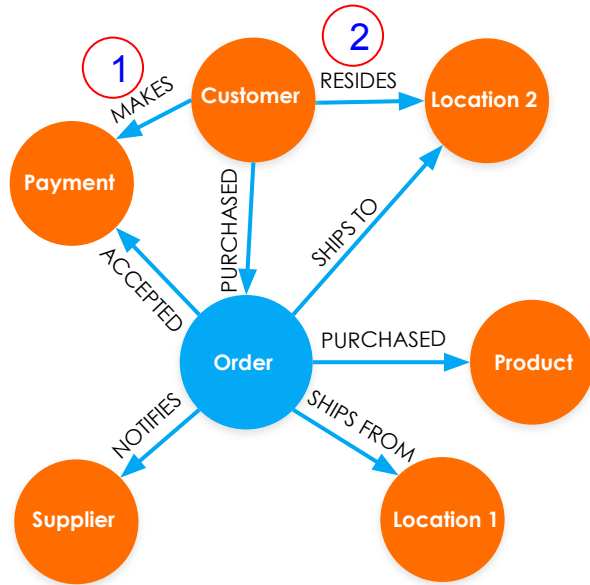 1
2
MAKES
Customer
RESIDES
Location 2
Payment
PURCHASED
SHIPS TO
ACCEPTED
Order
PURCHASED
Product
NOTIFIES
SHIPS FROM
Supplier
Location 1